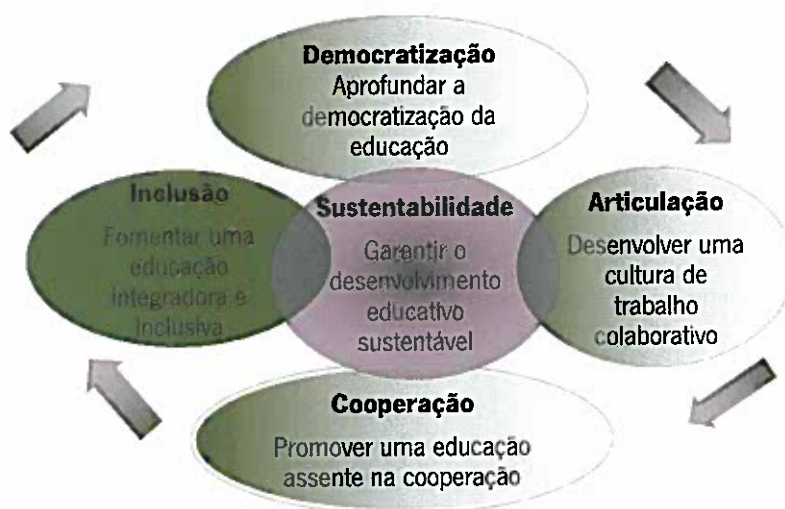 Democratização
Aprofundar a
democratização da
educação
Inclusão
Fomentar uma
educação
integradora e
inclusiva
Sustentabilidade
Garantir o
desenvolvimento
educativo
sustentável
Articulação
Desenvolver uma
cultura de
trabalho
colaborativo
Cooperação
Promover uma educação
assente na cooperação